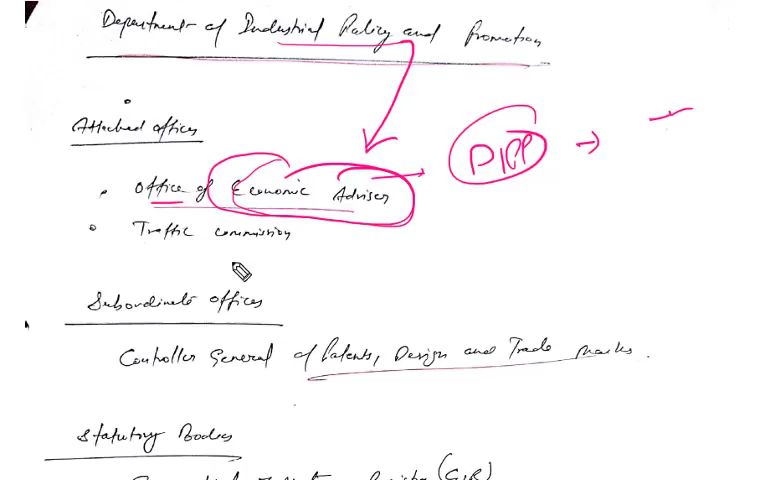 Department of Industrial Policy and Promotion
Attached offices
Office of Economic Adviser
DIPP
Traffic commission
Subordinate offices
Controller General of Patents, Design and Trade Marks.
Statutory Bodies
(GIR)